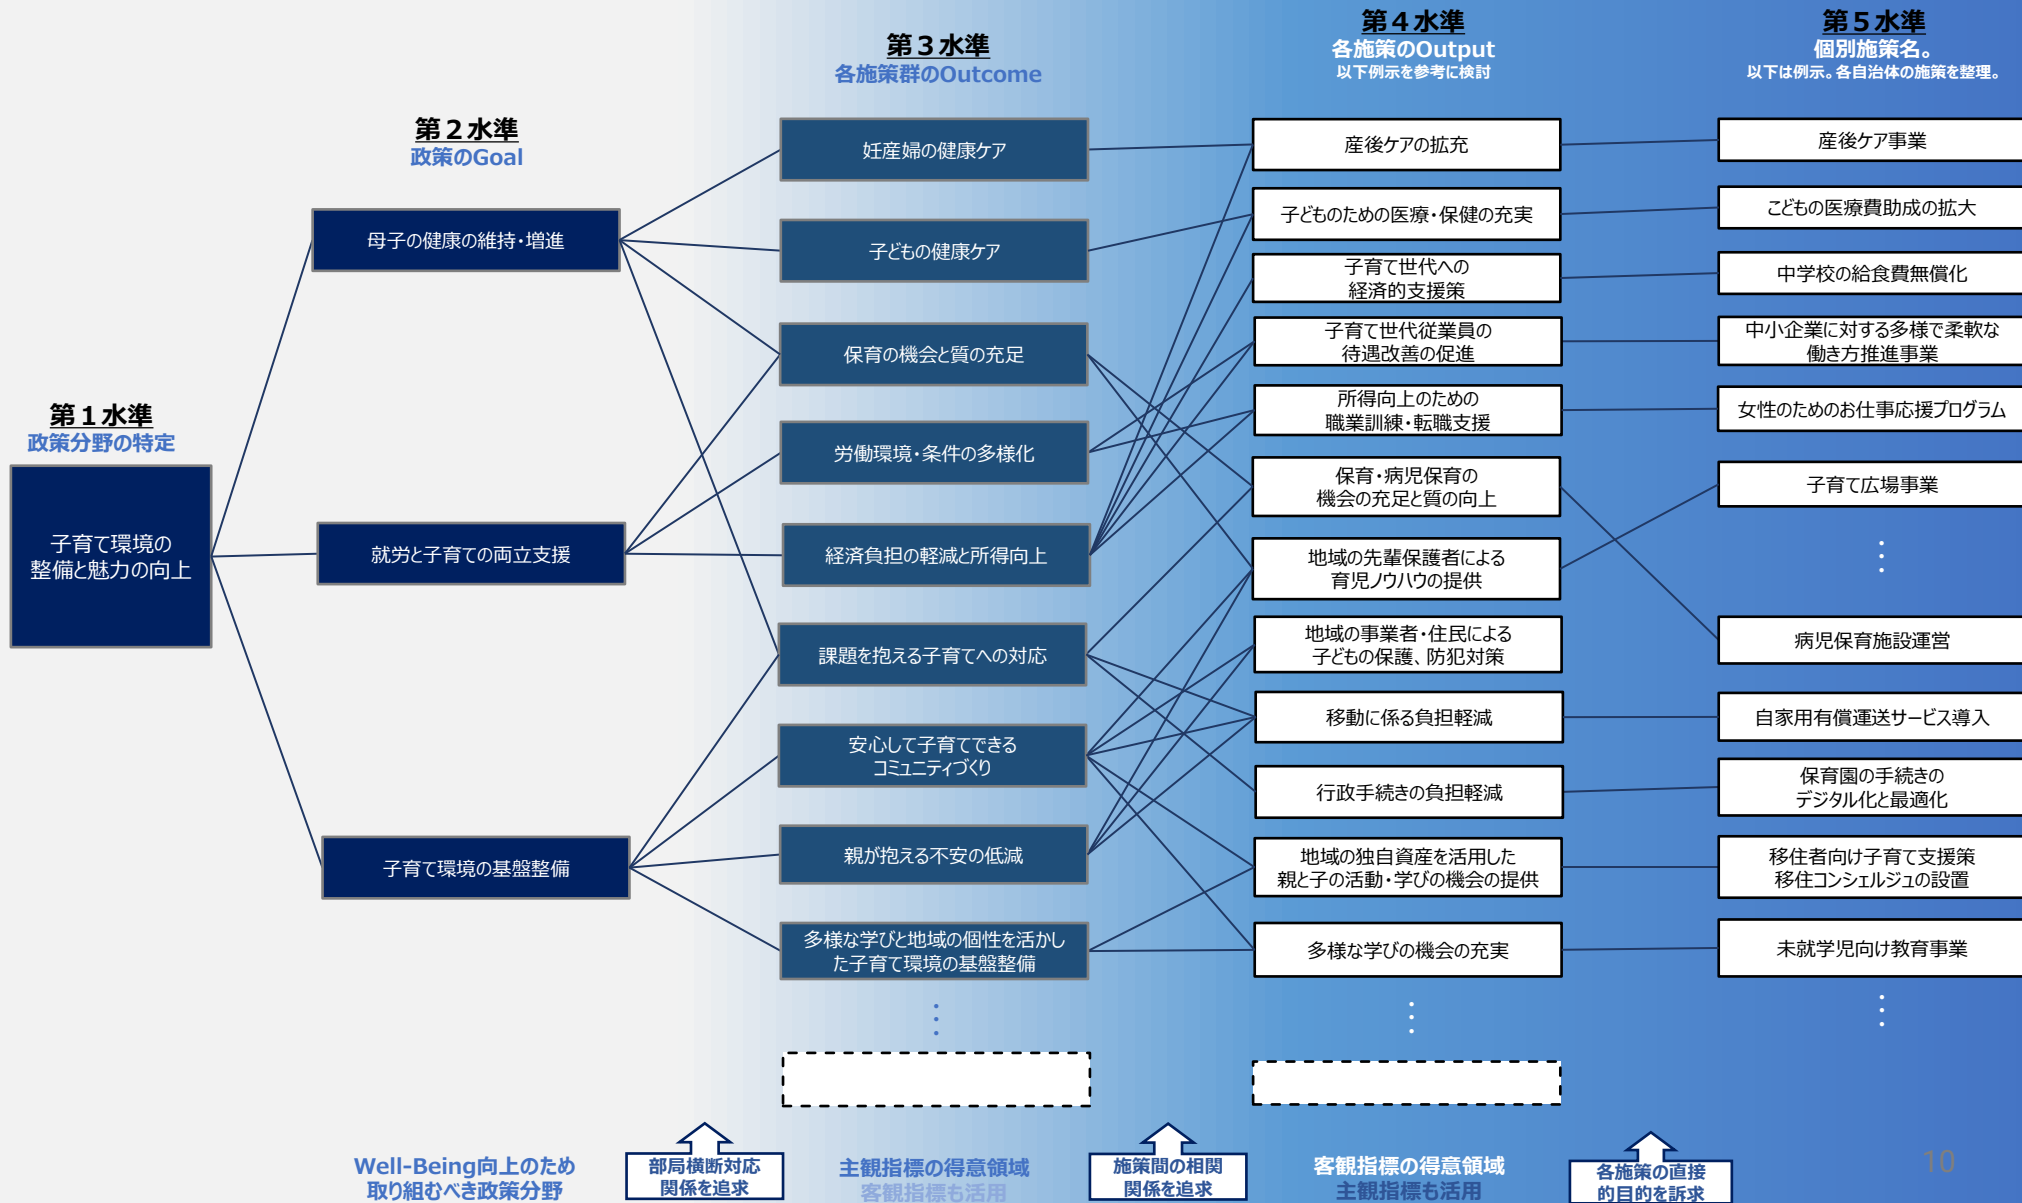 第1水準
政策分野の特定
子育て環境の
整備と魅力の向上
第2水準
政策のGoal
母子の健康の維持・増進
就労と子育ての両立支援
子育て環境の基盤整備
第3水準
各施策群のOutcome
妊産婦の健康ケア
子どもの健康ケア
保育の機会と質の充足
労働環境・条件の多様化
経済負担の軽減と所得向上
課題を抱える子育てへの対応
安心して子育てできる
コミュニティづくり
親が抱える不安の低減
多様な学びと地域の個性を活かし
た子育て環境の基盤整備
⋮
第4水準
各施策のOutput
以下例示を参考に検討
産後ケアの拡充
子どものための医療・保健の充実
子育て世代への
経済的支援策
子育て世代従業員の
待遇改善の促進
所得向上のための
職業訓練・転職支援
保育・病児保育の
機会の充足と質の向上
地域の先輩保護者による
育児ノウハウの提供
地域の事業者・住民による
子どもの保護、防犯対策
移動に係る負担軽減
行政手続きの負担軽減
地域の独自資産を活用した
親と子の活動・学びの機会の提供
多様な学びの機会の充実
⋮
第5水準
個別施策名。
以下は例示。各自治体の施策を整理。
産後ケア事業
こどもの医療費助成の拡大
中学校の給食費無償化
中小企業に対する多様で柔軟な
働き方推進事業
女性のためのお仕事応援プログラム
子育て広場事業
⋮
病児保育施設運営
自家用有償運送サービス導入
保育園の手続きの
デジタル化と最適化
移住者向け子育て支援策
移住コンシェルジュの設置
未就学児向け教育事業
⋮
Well-Being向上のため
取り組むべき政策分野
部局横断対応
関係を追求
主観指標の得意領域
客観指標も活用
施策間の相関
関係を追求
客観指標の得意領域
主観指標も活用
各施策の直接
的目的を訴求
10